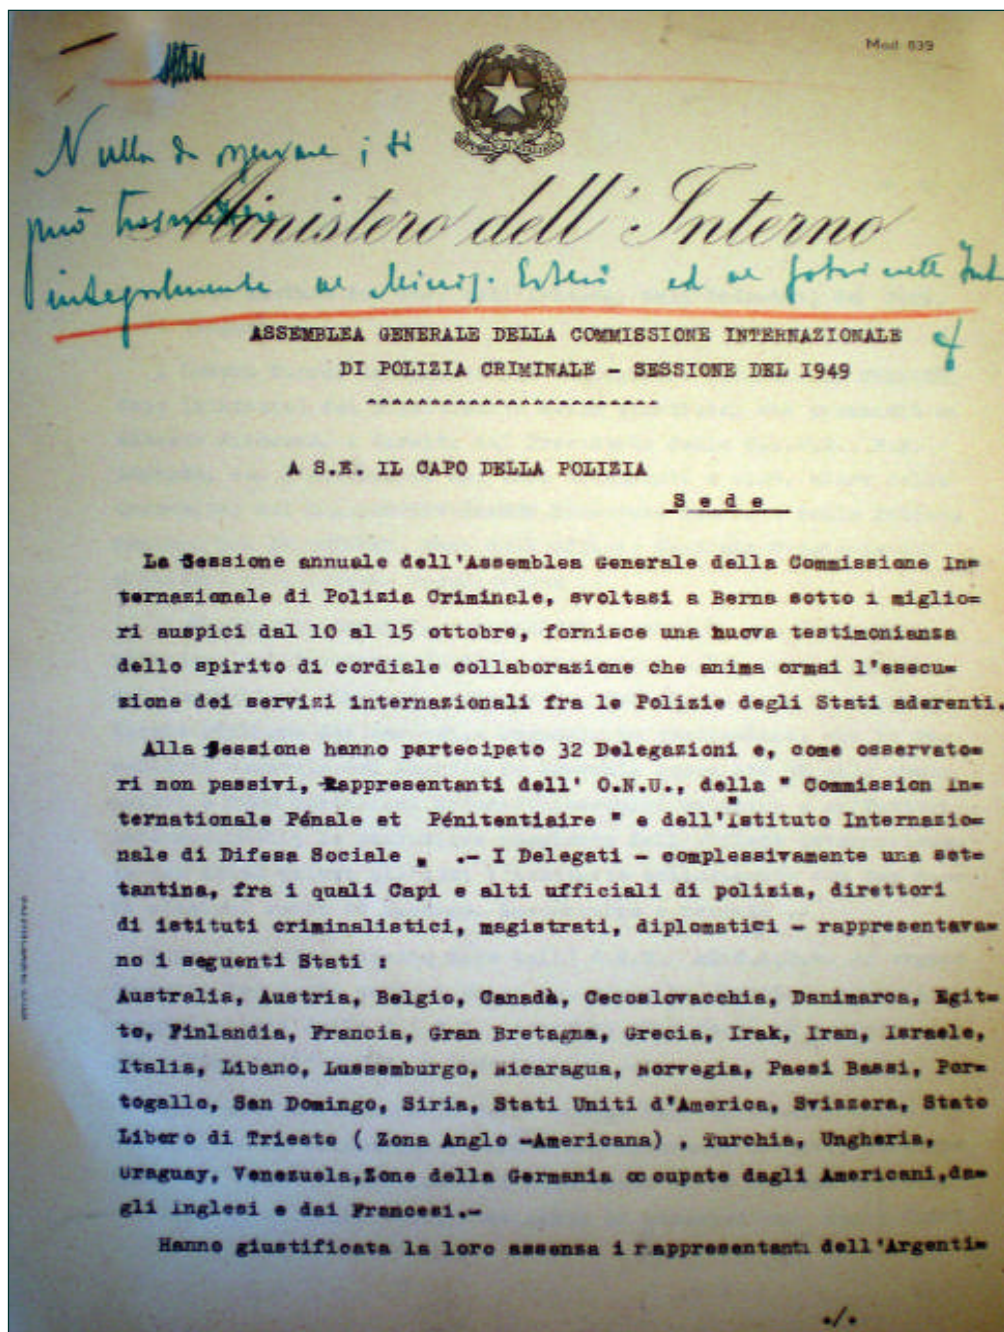 Mod. 839
Nulla da osservare ; si
può trasmettere
integralmente al Minis. Esteri ed al
Ministero dell' Interno
ASSEMBLEA GENERALE DELLA COMMISSIONE INTERNAZIONALE
DI POLIZIA CRIMINALE - SESSIONE DEL 1949
A S.E. IL CAPO DELLA POLIZIA
S e d e
La Sessione annuale dell'Assemblea Generale della Commissione In=
ternazionale di Polizia Criminale, svoltasi a Berna sotto i miglio=
ri auspici dal 10 al 15 ottobre, fornisce una nuova testimonianza
dello spirito di cordiale collaborazione che anima ormai l'esecu=
zione dei servizi internazionali fra le Polizie degli Stati aderenti.
Alla Sessione hanno partecipato 32 Delegazioni e, come osservato=
ri non passivi, Rappresentanti dell' O.N.U., della " Commission in=
ternationale Pénale et Pénitentiaire " e dell'"Istituto Internazio=
nale di Difesa Sociale " .- I Delegati - complessivamente una set=
tantina, fra i quali Capi e alti ufficiali di polizia, direttori
di istituti criminalistici, magistrati, diplomatici - rappresentava=
no i seguenti Stati :
Australia, Austria, Belgio, Canadà, Cecoslovacchia, Danimarca, Egit=
to, Finlandia, Francia, Gran Bretagna, Grecia, Irak, Iran, Israele,
Italia, Libano, Lussemburgo, Nicaragua, Norvegia, Paesi Bassi, Por=
togallo, San Domingo, Siria, Stati Uniti d'America, Svizzera, Stato
Libero di Trieste ( Zona Anglo -Americana) , Turchia, Ungheria,
Uraguay, Venezuela,Zone della Germania occupate dagli Americani,da=
gli Inglesi e dai Francesi.-
Hanno giustificata la loro assenza i rappresentanti dell'Argenti=
./.